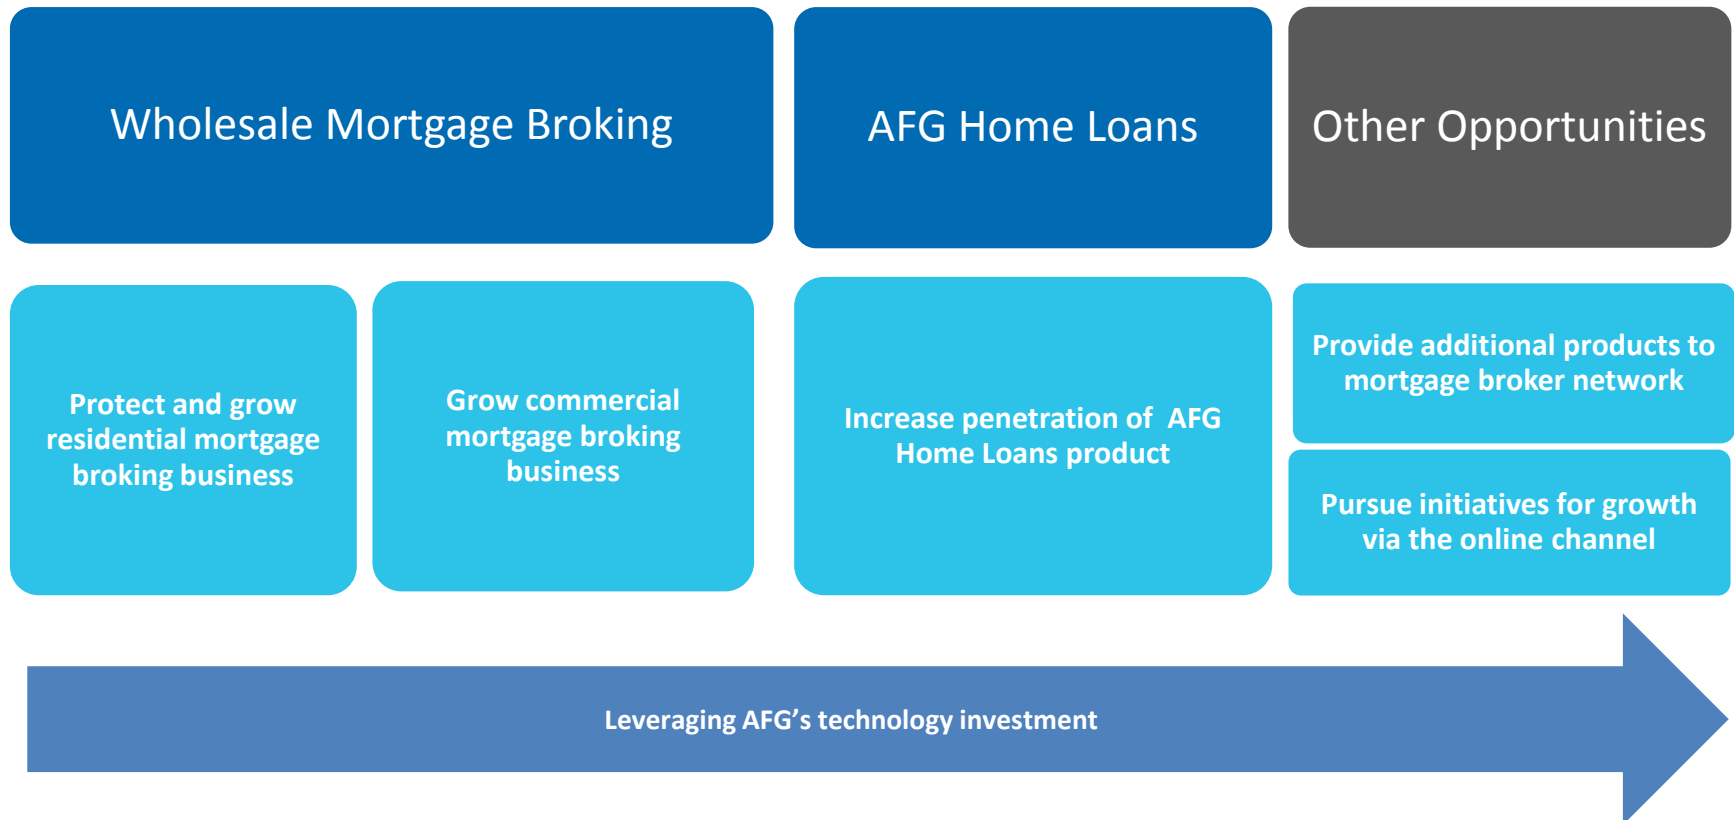 Wholesale Mortgage Broking
AFG Home Loans
Other Opportunities
Protect and grow
residential mortgage
broking business
Grow commercial
mortgage broking
business
Increase penetration of  AFG
Home Loans product
Provide additional products to
mortgage broker network
Pursue initiatives for growth
via the online channel
Leveraging AFG’s technology investment